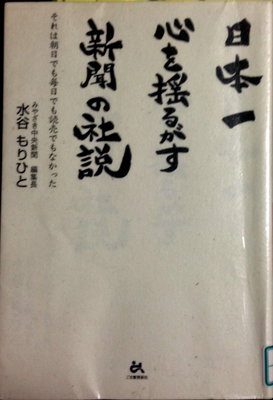 日本一
心を揺るがす
新聞の社説
それは朝日でも毎日でも読売でもなかった
みやざき中央新聞 編集長
水谷 もりひと